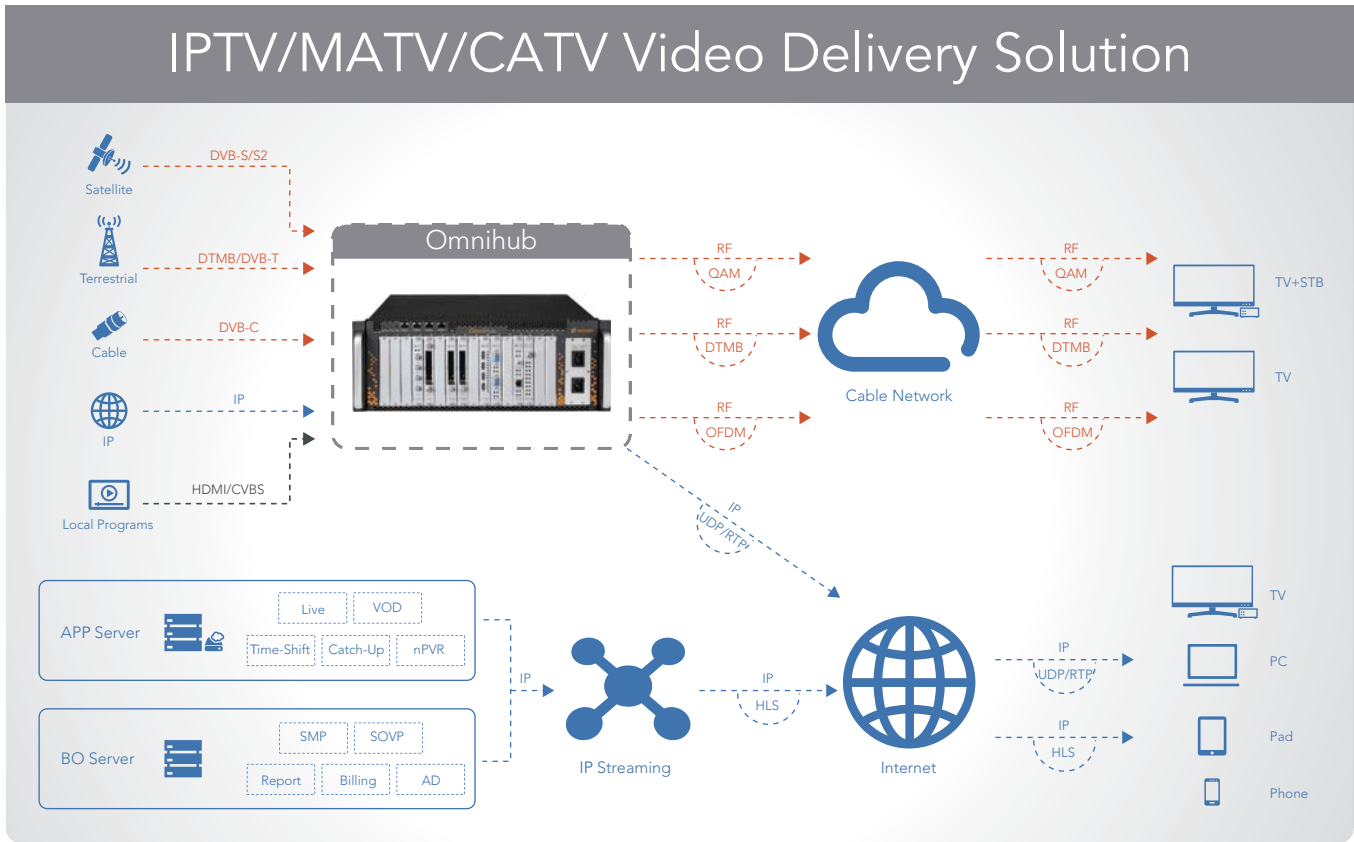 IPTV/MATV/CATV Video Delivery Solution
Satellite
DVB-S/S2
Terrestrial
DTMB/DVB-T
Cable
DVB-C
IP
IP
Local Programs
HDMI/CVBS
Omnihub
RF
QAM
RF
DTMB
RF
OFDM
Cable Network
RF
QAM
RF
DTMB
RF
OFDM
TV+STB
TV
IP
UDP/RTP
APP Server
Live
VOD
Time-Shift
Catch-Up
nPVR
BO Server
SMP
SOVP
Report
Billing
AD
IP
IP Streaming
IP
HLS
Internet
IP
UDP/RTP
IP
HLS
TV
PC
Pad
Phone